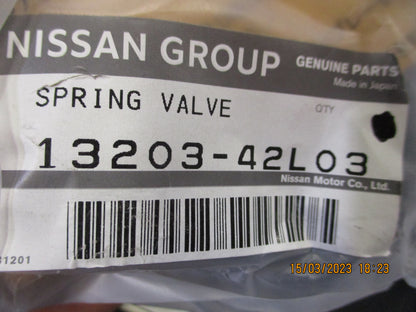 NISSAN GROUP GENUINE PARTS
Made in Japan
SPRING VALVE QTY
13203-42L03
Nissan Motor Co., Ltd.
31201
15/03/2023 18:23